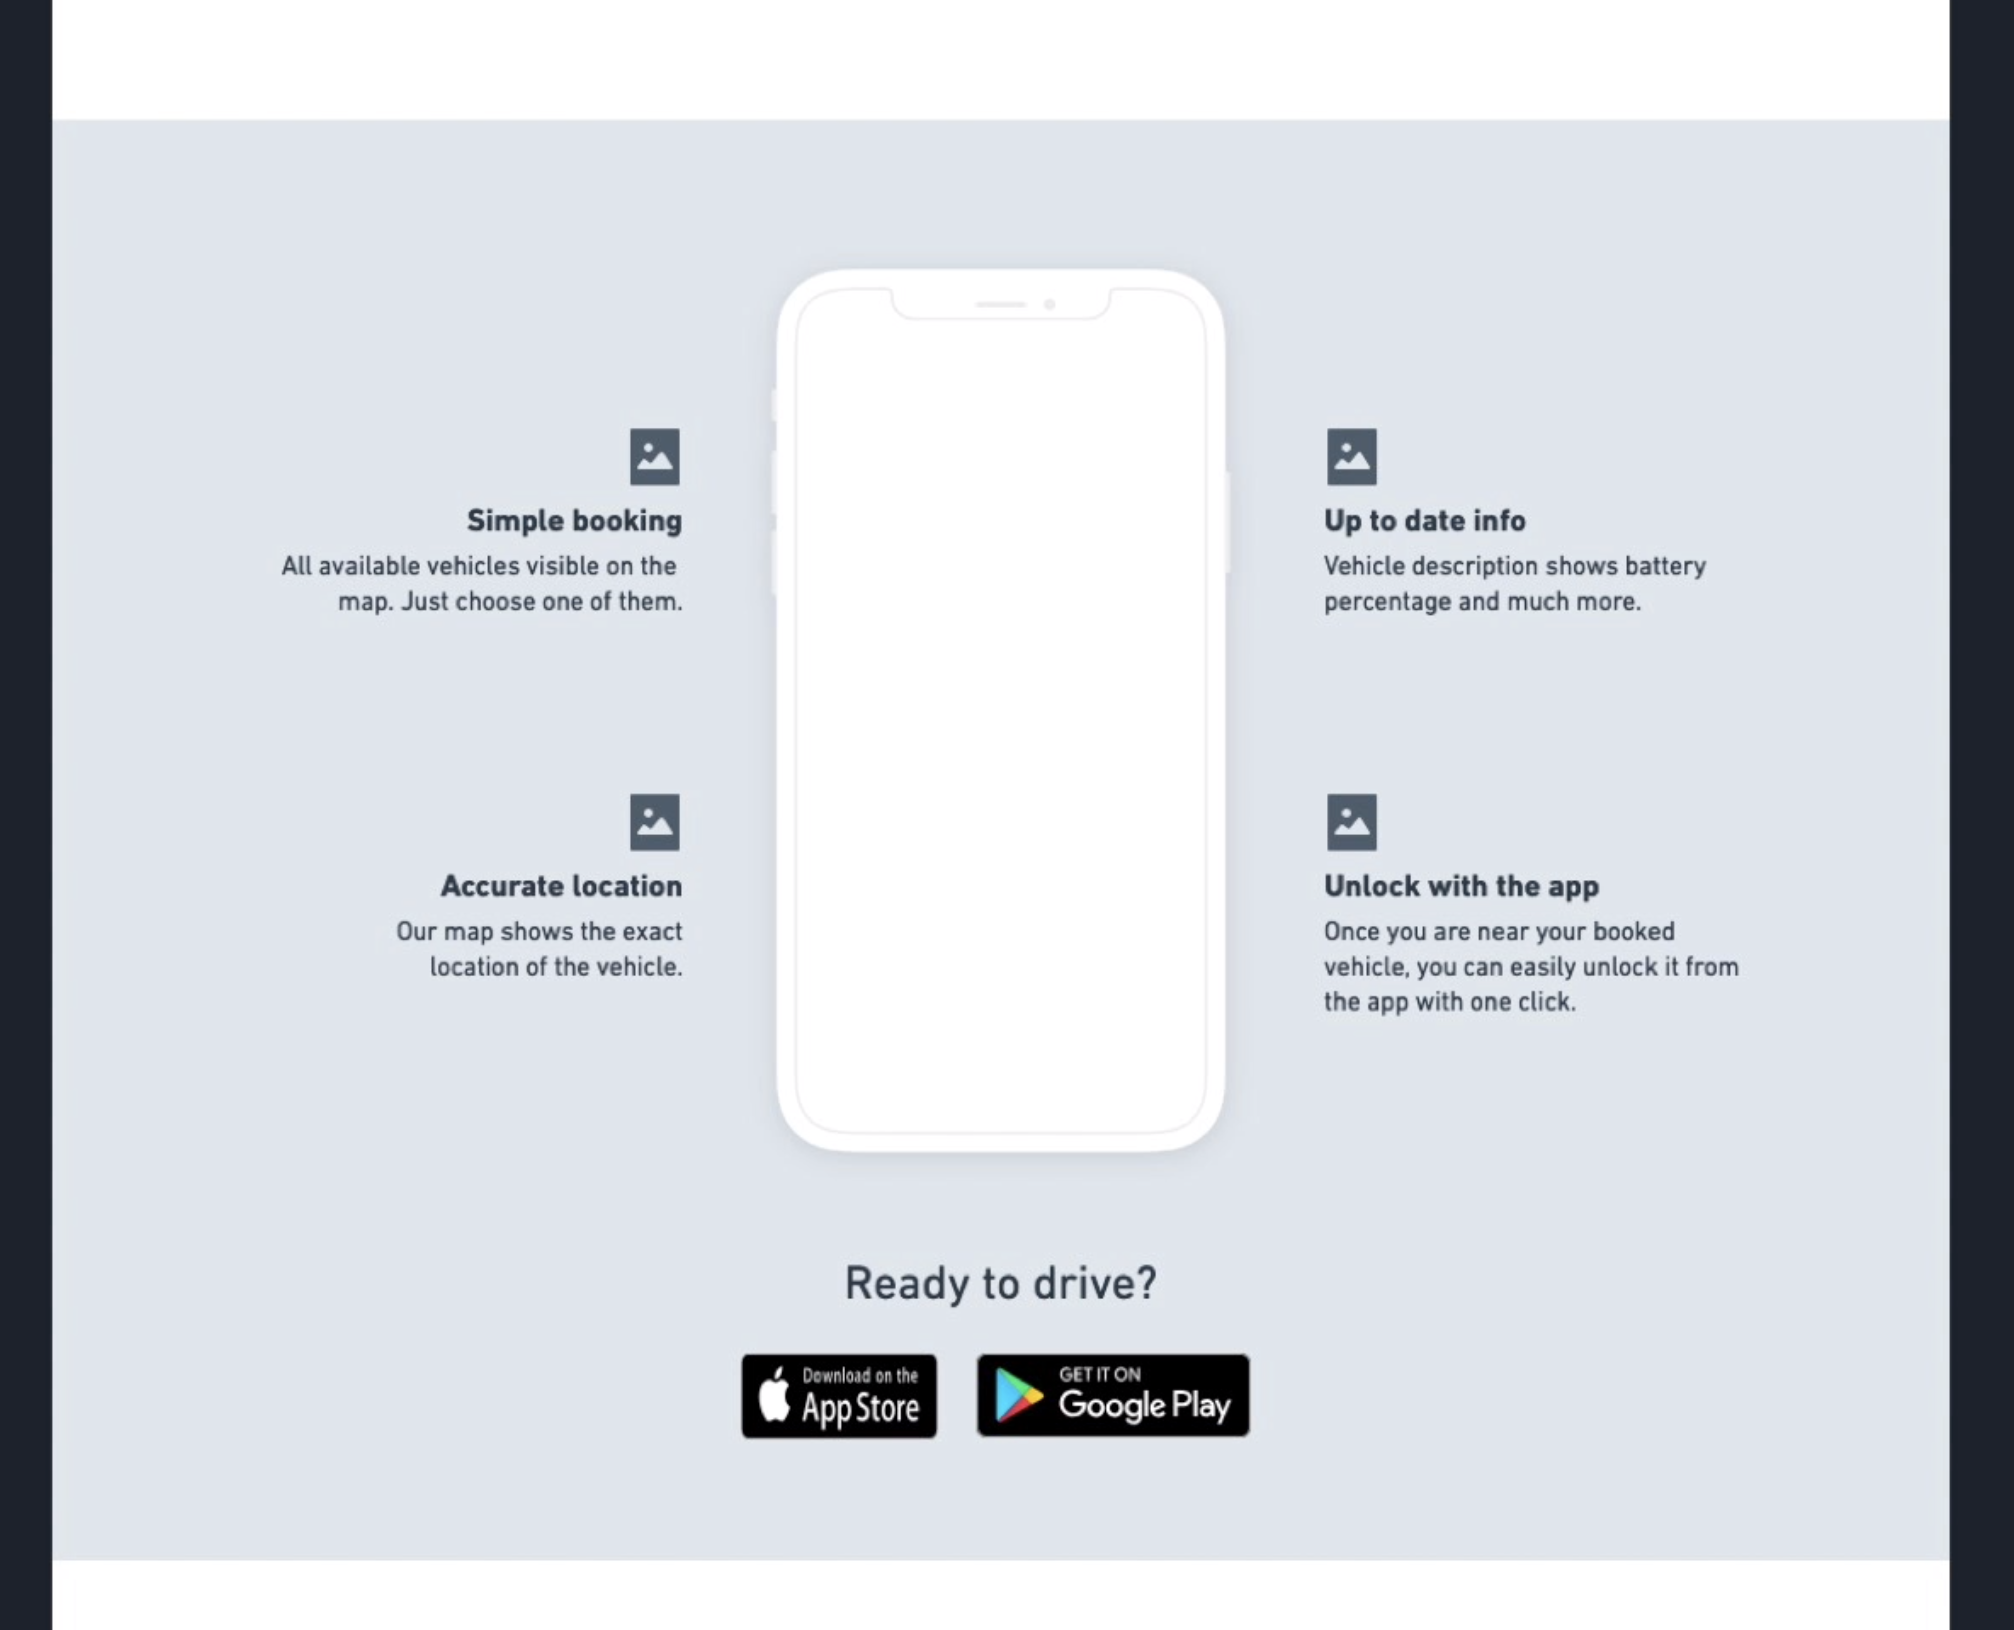 Simple booking
All available vehicles visible on the
map. Just choose one of them.
Up to date info
Vehicle description shows battery
percentage and much more.
Accurate location
Our map shows the exact
location of the vehicle.
Unlock with the app
Once you are near your booked
vehicle, you can easily unlock it from
the app with one click.
Ready to drive?
Download on the
App Store
GET IT ON
Google Play